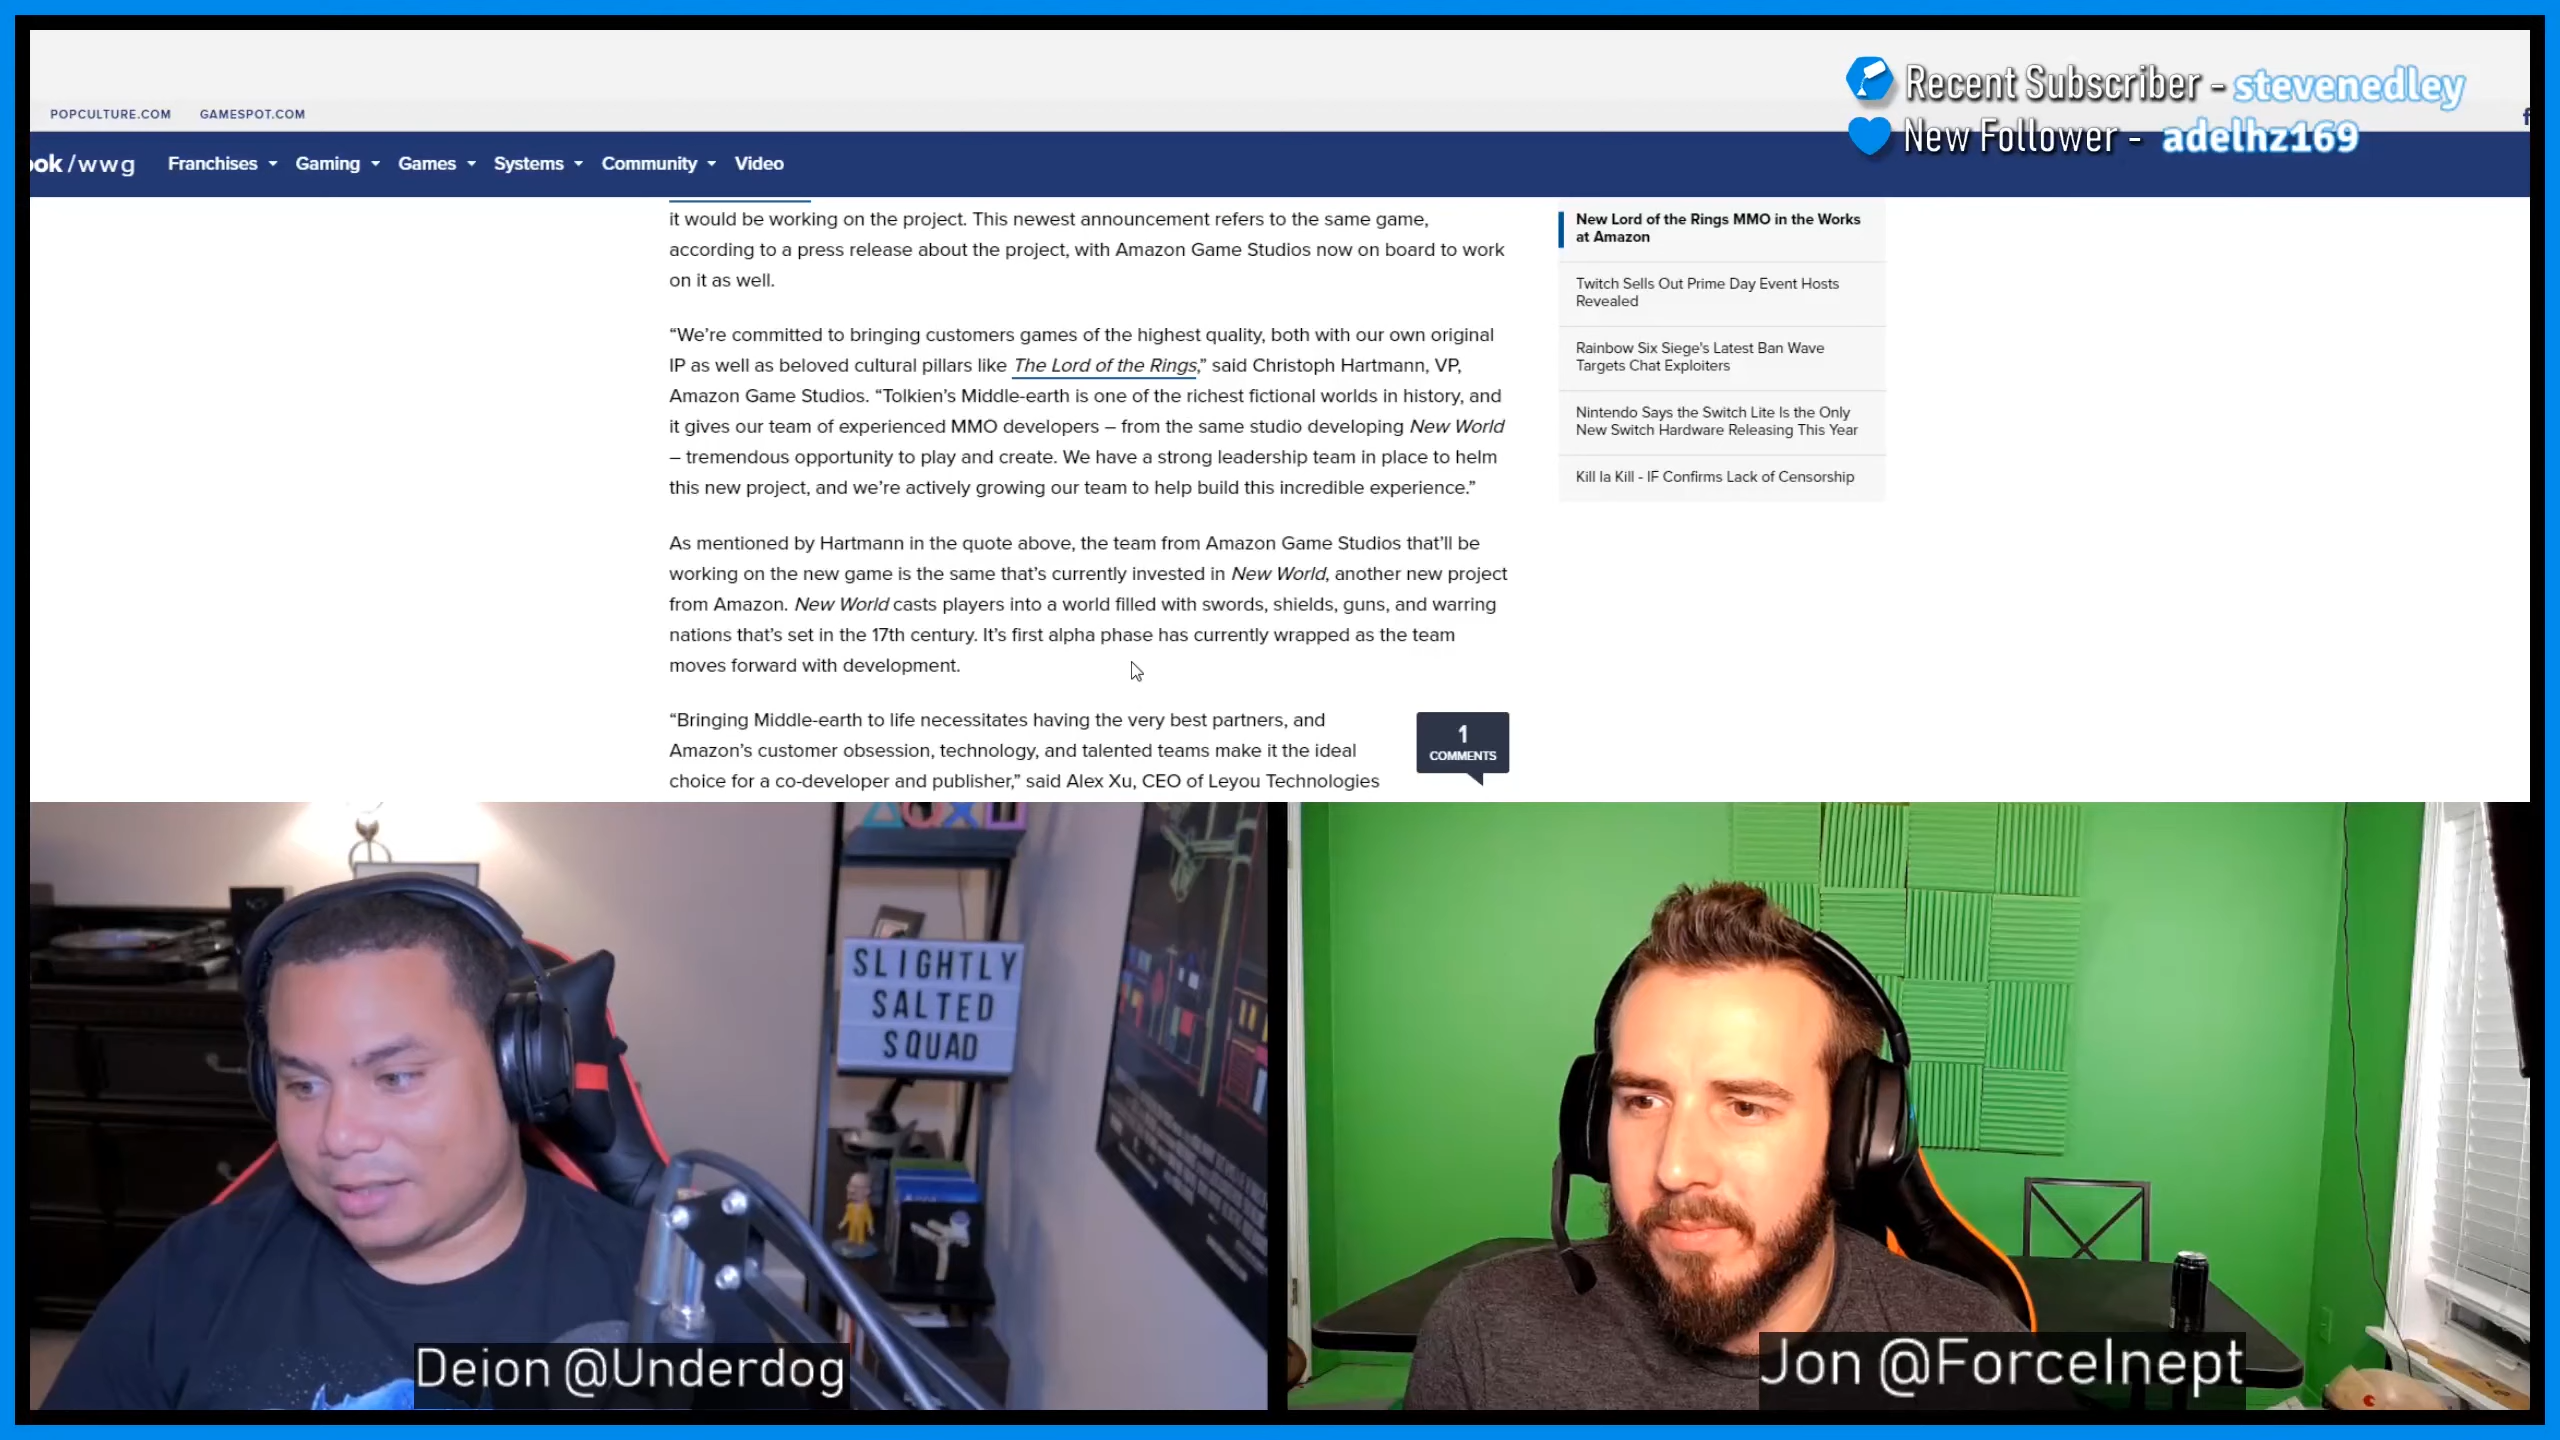 Recent Subscriber - stevenedley
New Follower - adelhz169
POPCULTURE.COM GAMESPOT.COM
ook/wwg Franchises Gaming Games Systems Community Video
it would be working on the project. This newest announcement refers to the same game,
according to a press release about the project, with Amazon Game Studios now on board to work
on it as well.
“We’re committed to bringing customers games of the highest quality, both with our own original
IP as well as beloved cultural pillars like The Lord of the Rings,” said Christoph Hartmann, VP,
Amazon Game Studios. “Tolkien’s Middle-earth is one of the richest fictional worlds in history, and
it gives our team of experienced MMO developers – from the same studio developing New World
– tremendous opportunity to play and create. We have a strong leadership team in place to helm
this new project, and we’re actively growing our team to help build this incredible experience.”
As mentioned by Hartmann in the quote above, the team from Amazon Game Studios that’ll be
working on the new game is the same that’s currently invested in New World, another new project
from Amazon. New World casts players into a world filled with swords, shields, guns, and warring
nations that’s set in the 17th century. It’s first alpha phase has currently wrapped as the team
moves forward with development.
“Bringing Middle-earth to life necessitates having the very best partners, and
Amazon’s customer obsession, technology, and talented teams make it the ideal
choice for a co-developer and publisher,” said Alex Xu, CEO of Leyou Technologies
1
COMMENTS
New Lord of the Rings MMO in the Works
at Amazon
Twitch Sells Out Prime Day Event Hosts
Revealed
Rainbow Six Siege's Latest Ban Wave
Targets Chat Exploiters
Nintendo Says the Switch Lite Is the Only
New Switch Hardware Releasing This Year
Kill la Kill - IF Confirms Lack of Censorship
SLIGHTLY
SALTED
SQUAD
Deion @Underdog
Jon @ForceInept